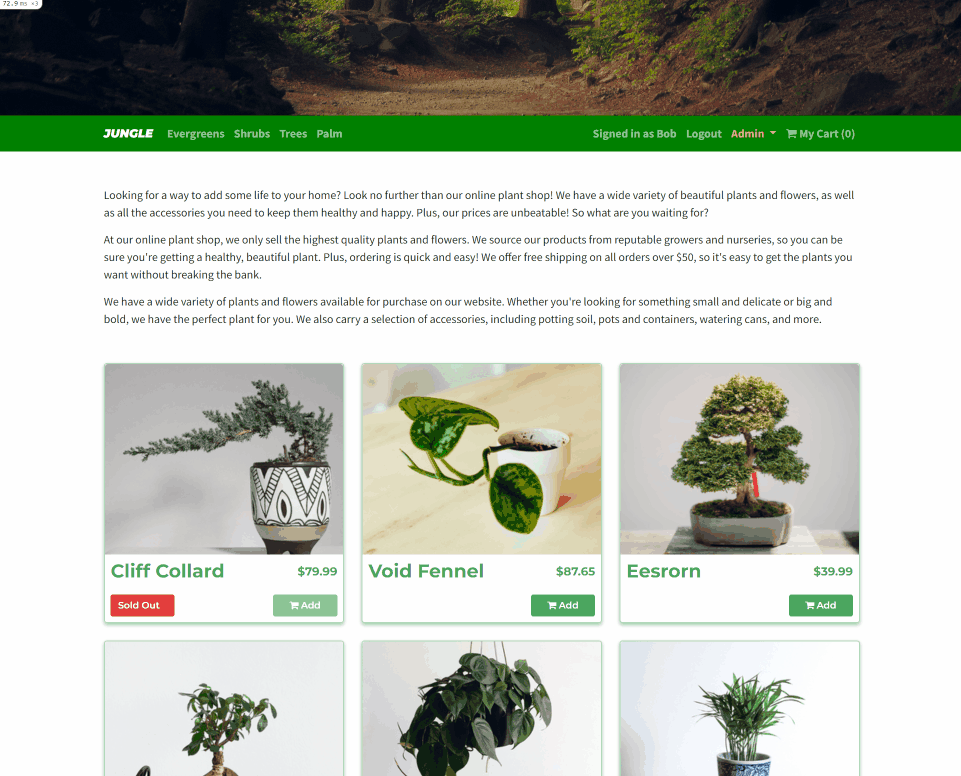 72.9 ms ×3
JUNGLE Evergreens Shrubs Trees Palm Signed in as Bob Logout Admin My Cart (0)
Looking for a way to add some life to your home? Look no further than our online plant shop! We have a wide variety of beautiful plants and flowers, as well
as all the accessories you need to keep them healthy and happy. Plus, our prices are unbeatable! So what are you waiting for?
At our online plant shop, we only sell the highest quality plants and flowers. We source our products from reputable growers and nurseries, so you can be
sure you're getting a healthy, beautiful plant. Plus, ordering is quick and easy! We offer free shipping on all orders over $50, so it's easy to get the plants you
want without breaking the bank.
We have a wide variety of plants and flowers available for purchase on our website. Whether you're looking for something small and delicate or big and
bold, we have the perfect plant for you. We also carry a selection of accessories, including potting soil, pots and containers, watering cans, and more.
Cliff Collard $79.99
Sold Out Add
Void Fennel $87.65
Add
Eesrorn $39.99
Add